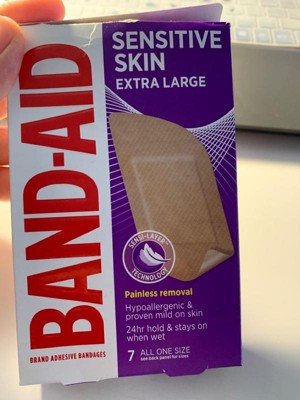 BAND-AID
BRAND ADHESIVE BANDAGES
SENSITIVE
SKIN
EXTRA LARGE
SENSI-LAYER™
TECHNOLOGY
Painless removal
Hypoallergenic &
proven mild on skin
24hr hold & stays on
when wet
7 ALL ONE SIZE
see back panel for sizes